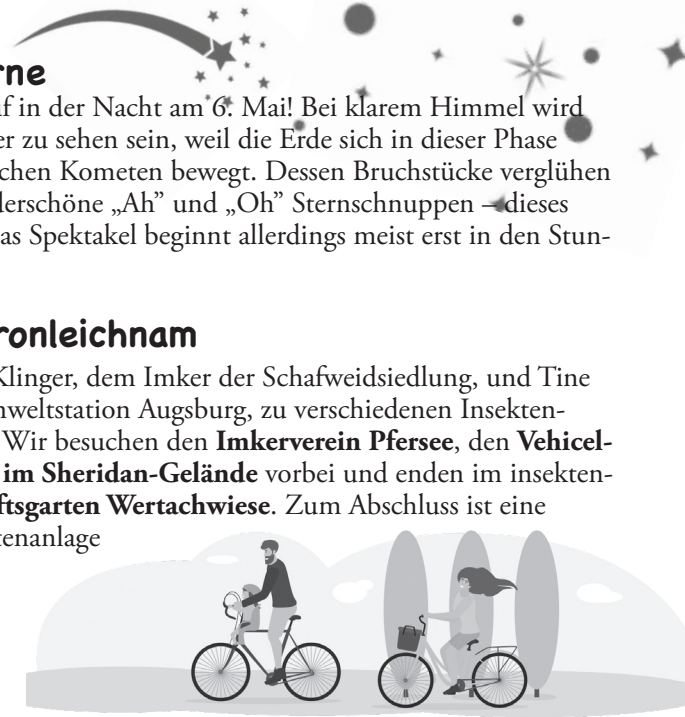 rne
f in der Nacht am 6. Mai! Bei klarem Himmel wird
er zu sehen sein, weil die Erde sich in dieser Phase
chen Kometen bewegt. Dessen Bruchstücke verglühen
derschöne „Ah” und „Oh” Sternschnuppen – dieses
as Spektakel beginnt allerdings meist erst in den Stun-
ronleichnam
Klinger, dem Imker der Schafweidsiedlung, und Tine
mweltstation Augsburg, zu verschiedenen Insekten-
Wir besuchen den Imkerverein Pfersee, den Vehicel-
im Sheridan-Gelände vorbei und enden im insekten-
ftsgarten Wertachwiese. Zum Abschluss ist eine
tenanlage